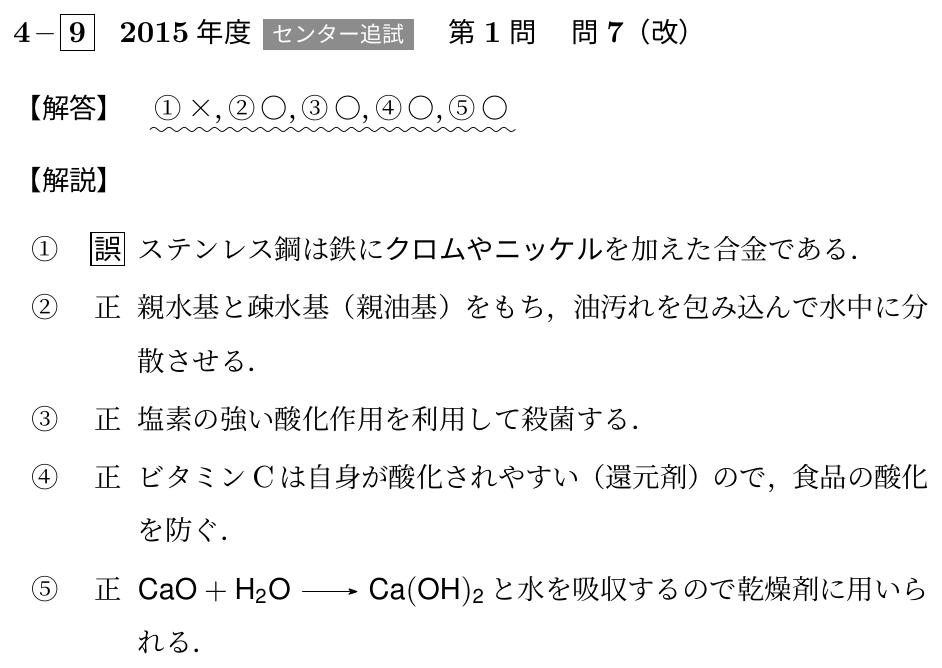 4-9 2015年度 センター追試 第1問 問7（改）
【解答】 ①×,②○,③○,④○,⑤○
【解説】
① 誤 ステンレス鋼は鉄にクロムやニッケルを加えた合金である．
② 正 親水基と疎水基（親油基）をもち，油汚れを包み込んで水中に分
散させる．
③ 正 塩素の強い酸化作用を利用して殺菌する．
④ 正 ビタミンCは自身が酸化されやすい（還元剤）ので，食品の酸化
を防ぐ．
⑤ 正 CaO + H₂O ⟶ Ca(OH)₂ と水を吸収するので乾燥剤に用いら
れる．